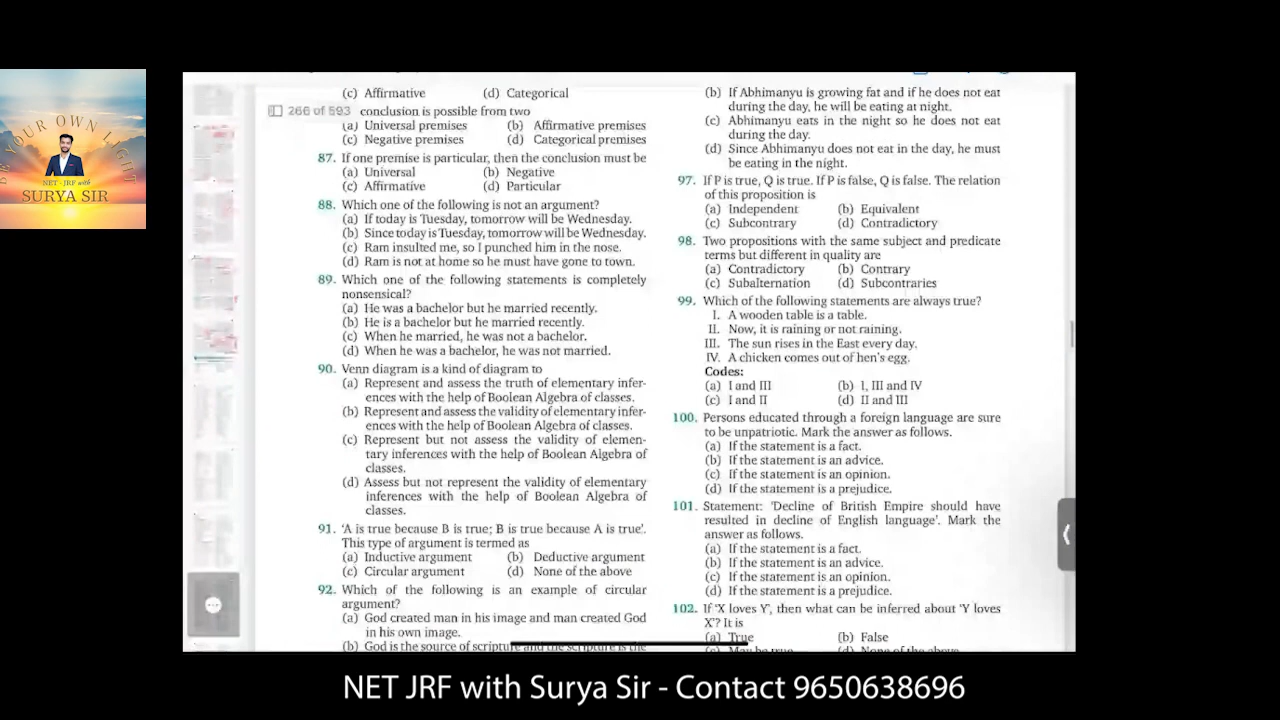 BE YOUR OWN LIGHT
NET - JRF with
SURYA SIR
266 of 593
(c) Affirmative (d) Categorical
conclusion is possible from two
(a) Universal premises (b) Affirmative premises
(c) Negative premises (d) Categorical premises
87. If one premise is particular, then the conclusion must be
(a) Universal (b) Negative
(c) Affirmative (d) Particular
88. Which one of the following is not an argument?
(a) If today is Tuesday, tomorrow will be Wednesday.
(b) Since today is Tuesday, tomorrow will be Wednesday.
(c) Ram insulted me, so I punched him in the nose.
(d) Ram is not at home so he must have gone to town.
89. Which one of the following statements is completely
nonsensical?
(a) He was a bachelor but he married recently.
(b) He is a bachelor but he married recently.
(c) When he married, he was not a bachelor.
(d) When he was a bachelor, he was not married.
90. Venn diagram is a kind of diagram to
(a) Represent and assess the truth of elementary infer-
ences with the help of Boolean Algebra of classes.
(b) Represent and assess the validity of elementary infer-
ences with the help of Boolean Algebra of classes.
(c) Represent but not assess the validity of elemen-
tary inferences with the help of Boolean Algebra of
classes.
(d) Assess but not represent the validity of elementary
inferences with the help of Boolean Algebra of
classes.
91. 'A is true because B is true; B is true because A is true'.
This type of argument is termed as
(a) Inductive argument (b) Deductive argument
(c) Circular argument (d) None of the above
92. Which of the following is an example of circular
argument?
(a) God created man in his image and man created God
in his own image.
(b) God is the source of scripture and the scripture is the
(b) If Abhimanyu is growing fat and if he does not eat
during the day, he will be eating at night.
(c) Abhimanyu eats in the night so he does not eat
during the day.
(d) Since Abhimanyu does not eat in the day, he must
be eating in the night.
97. If P is true, Q is true. If P is false, Q is false. The relation
of this proposition is
(a) Independent (b) Equivalent
(c) Subcontrary (d) Contradictory
98. Two propositions with the same subject and predicate
terms but different in quality are
(a) Contradictory (b) Contrary
(c) Subalternation (d) Subcontraries
99. Which of the following statements are always true?
I. A wooden table is a table.
II. Now, it is raining or not raining.
III. The sun rises in the East every day.
IV. A chicken comes out of hen's egg.
Codes:
(a) I and III (b) I, III and IV
(c) I and II (d) II and III
100. Persons educated through a foreign language are sure
to be unpatriotic. Mark the answer as follows.
(a) If the statement is a fact.
(b) If the statement is an advice.
(c) If the statement is an opinion.
(d) If the statement is a prejudice.
101. Statement: 'Decline of British Empire should have
resulted in decline of English language'. Mark the
answer as follows.
(a) If the statement is a fact.
(b) If the statement is an advice.
(c) If the statement is an opinion.
(d) If the statement is a prejudice.
102. If 'X loves Y', then what can be inferred about 'Y loves
X'? It is
(a) True (b) False
(c) May be true (d) None of the above
NET JRF with Surya Sir - Contact 9650638696